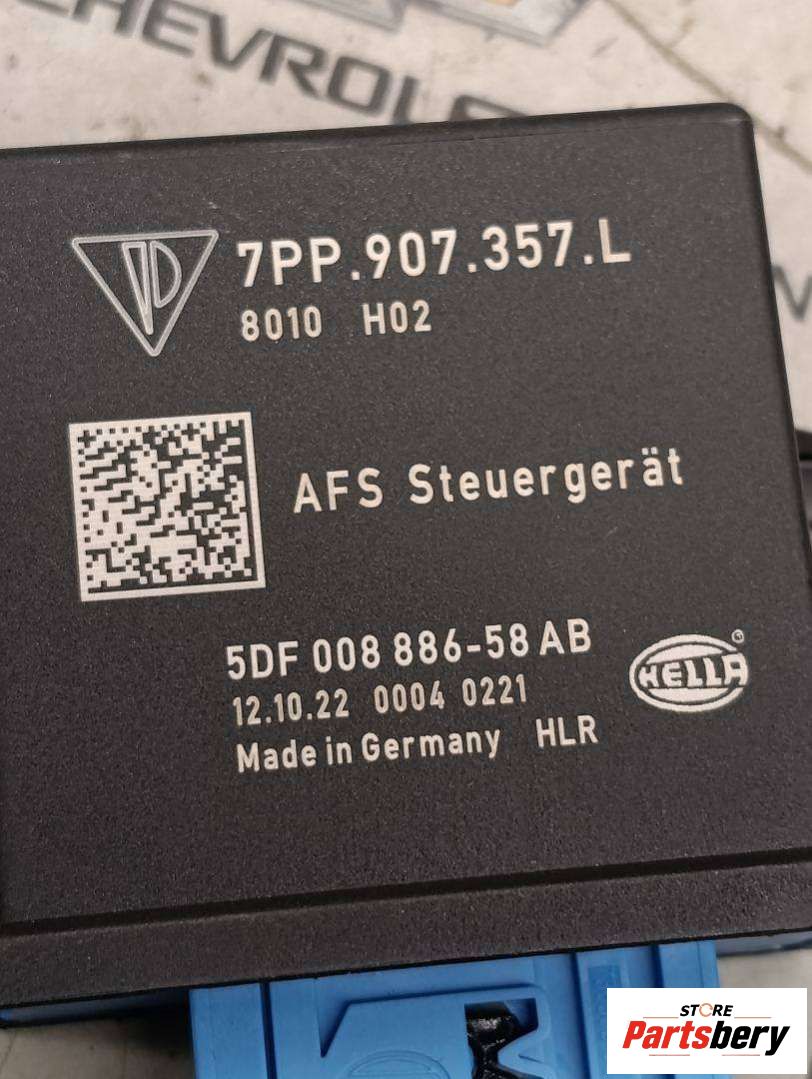 CHEVROLE
7PP.907.357.L
8010 H02
AFS Steuergerät
5DF 008 886-58 AB
HELLA
®
12.10.22 0004 0221
Made in Germany HLR
STORE
Partsbery